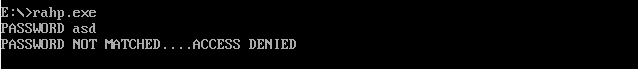 E:\>rahp.exe
PASSWORD asd
PASSWORD NOT MATCHED....ACCESS DENIED